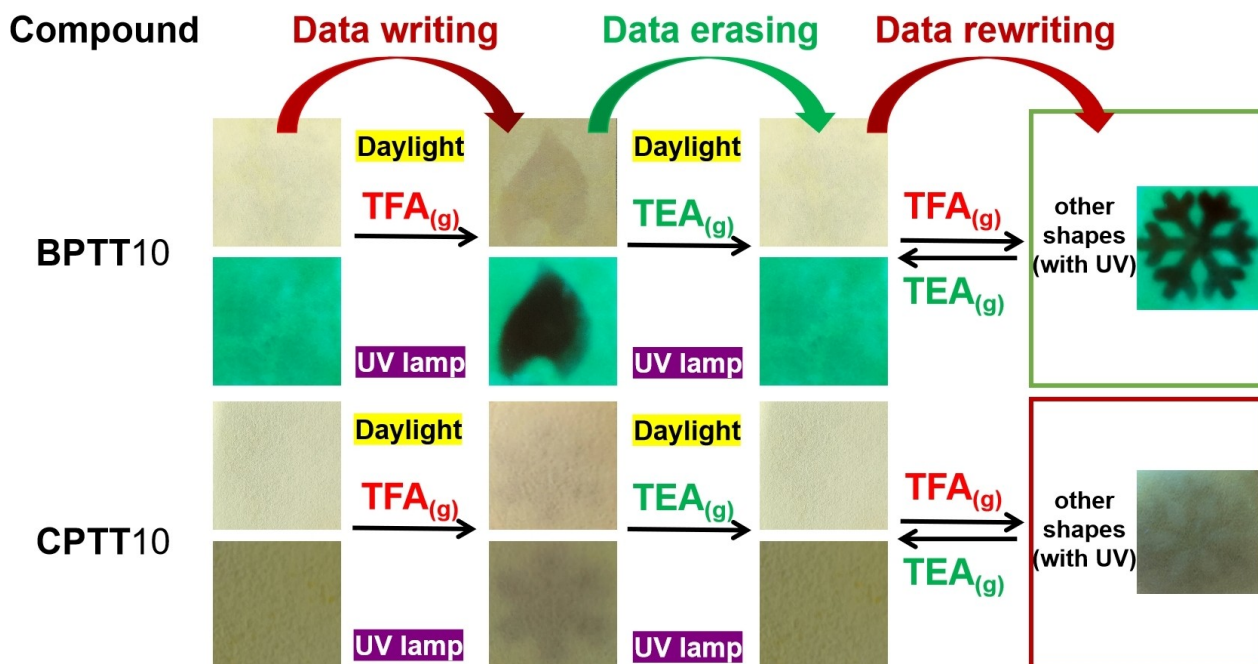 Compound Data writing Data erasing Data rewriting
Daylight Daylight
TFA(g) TEA(g)
BPTT10
UV lamp UV lamp
TFA(g)
TEA(g)
other
shapes
(with UV)
Daylight Daylight
TFA(g) TEA(g)
CPTT10
UV lamp UV lamp
TFA(g)
TEA(g)
other
shapes
(with UV)